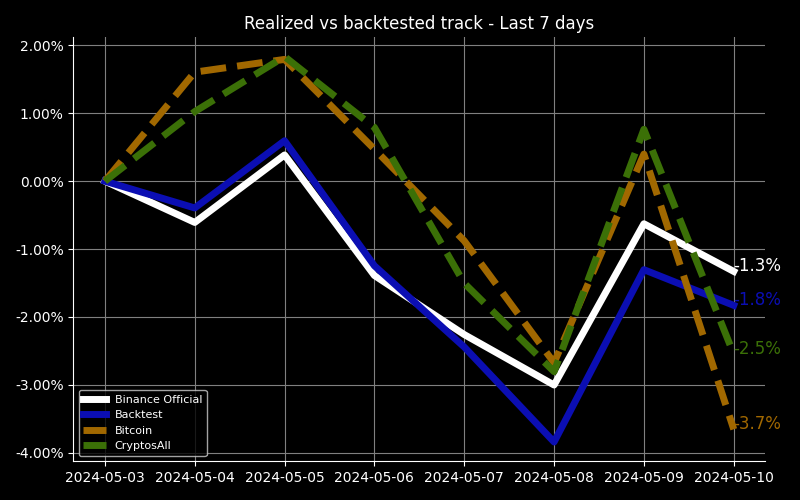 Realized vs backtested track - Last 7 days
2.00%
1.00%
0.00%
-1.00%
-2.00%
-3.00%
-4.00%
-1.3%
-1.8%
-2.5%
-3.7%
Binance Official
Backtest
Bitcoin
CryptosAll
2024-05-03 2024-05-04 2024-05-05 2024-05-06 2024-05-07 2024-05-08 2024-05-09 2024-05-10